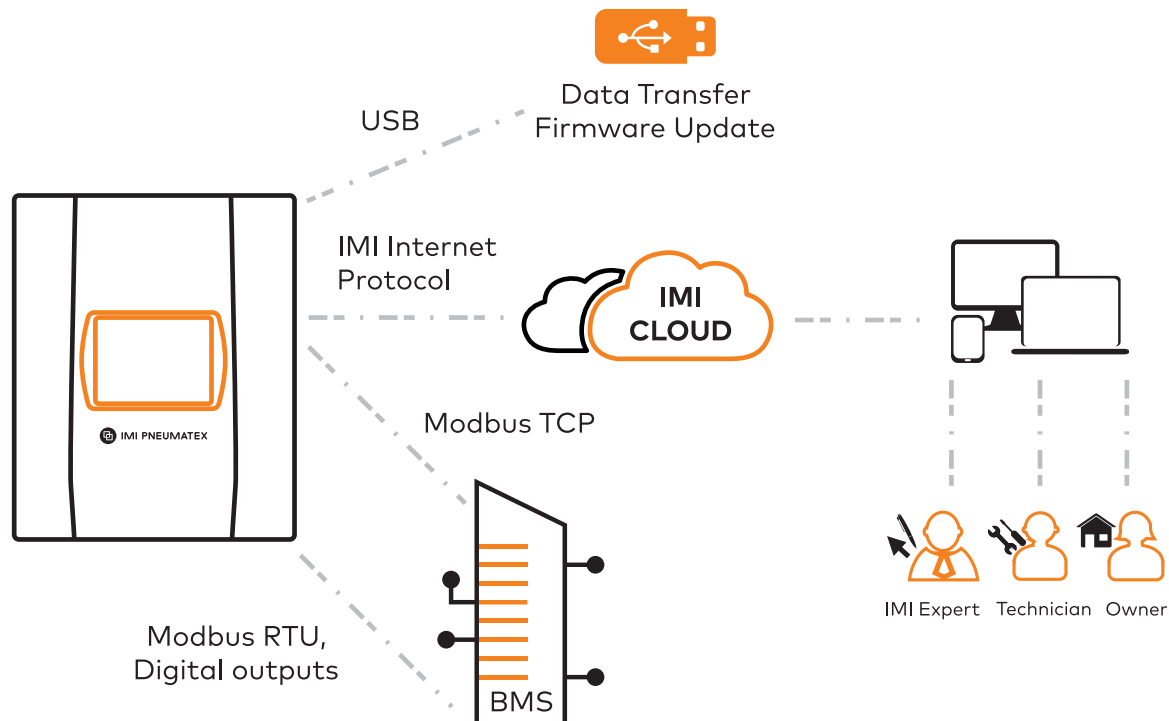 Data Transfer
Firmware Update
USB
IMI Internet
Protocol
IMI
CLOUD
IMI PNEUMATEX
Modbus TCP
IMI Expert
Technician
Owner
Modbus RTU,
Digital outputs
BMS